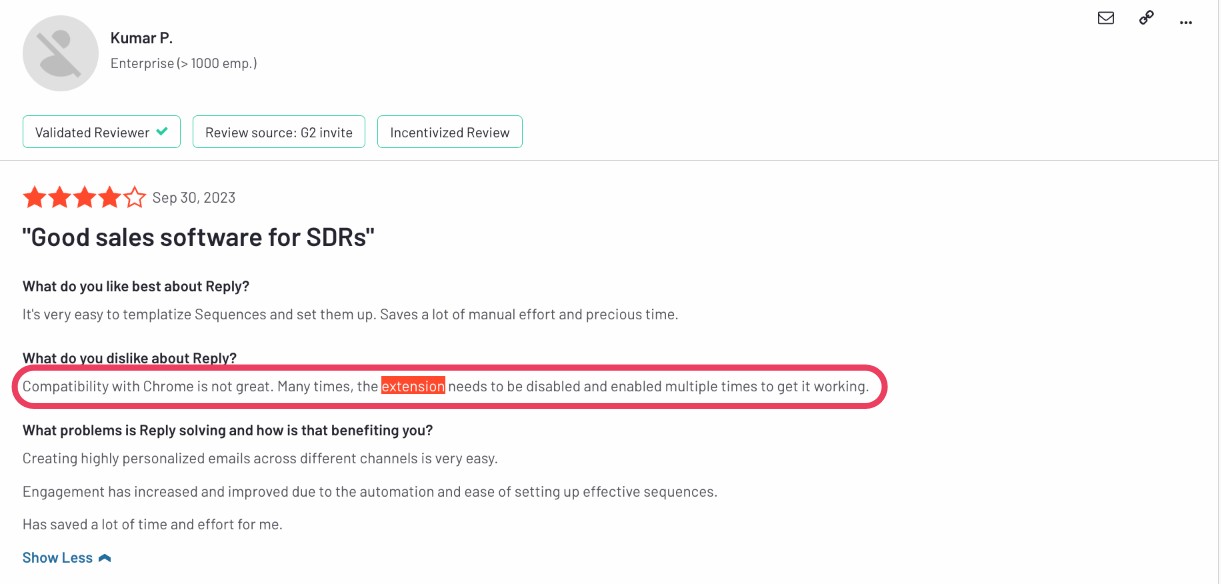 Kumar P.
Enterprise (> 1000 emp.)
...
Validated Reviewer
Review source: G2 invite
Incentivized Review
Sep 30, 2023
"Good sales software for SDRs"
What do you like best about Reply?
It's very easy to templatize Sequences and set them up. Saves a lot of manual effort and precious time.
What do you dislike about Reply?
Compatibility with Chrome is not great. Many times, the extension needs to be disabled and enabled multiple times to get it working.
What problems is Reply solving and how is that benefiting you?
Creating highly personalized emails across different channels is very easy.
Engagement has increased and improved due to the automation and ease of setting up effective sequences.
Has saved a lot of time and effort for me.
Show Less